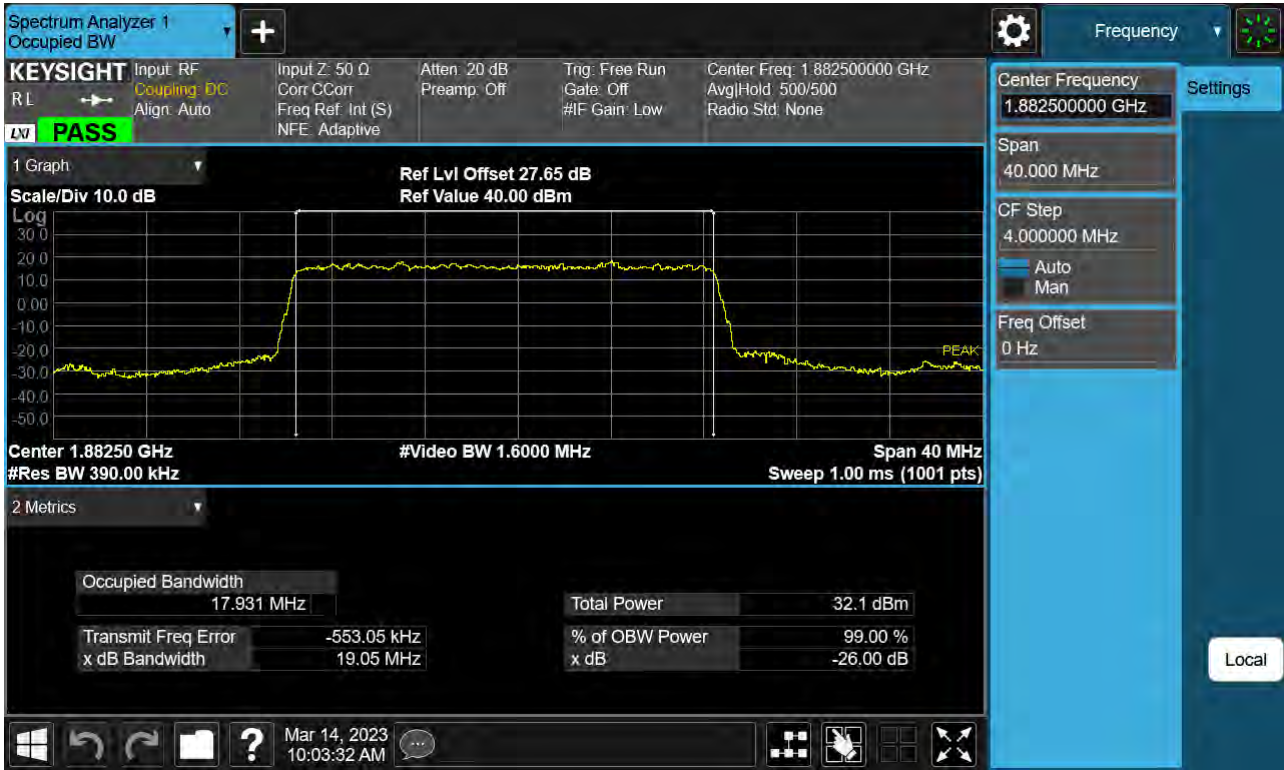 Spectrum Analyzer 1
Occupied BW
Frequency
KEYSIGHT
R L
LXI
PASS
Input: RF
Coupling: DC
Align: Auto
Input Z: 50 Ω
Corr CCorr
Freq Ref: Int (S)
NFE: Adaptive
Atten: 20 dB
Preamp: Off
Trig: Free Run
Gate: Off
#IF Gain: Low
Center Freq: 1.882500000 GHz
Avg|Hold: 500/500
Radio Std: None
Center Frequency
1.882500000 GHz
Settings
Span
40.000 MHz
CF Step
4.000000 MHz
Auto
Man
Freq Offset
0 Hz
1 Graph
Ref Lvl Offset 27.65 dB
Scale/Div 10.0 dB
Ref Value 40.00 dBm
Log
30.0
20.0
10.0
0.00
-10.0
-20.0
-30.0
-40.0
-50.0
PEAK
Center 1.88250 GHz
#Video BW 1.6000 MHz
Span 40 MHz
#Res BW 390.00 kHz
Sweep 1.00 ms (1001 pts)
2 Metrics
Occupied Bandwidth
17.931 MHz
Total Power 32.1 dBm
Transmit Freq Error -553.05 kHz
% of OBW Power 99.00 %
x dB Bandwidth 19.05 MHz
x dB -26.00 dB
Local
?
Mar 14, 2023
10:03:32 AM